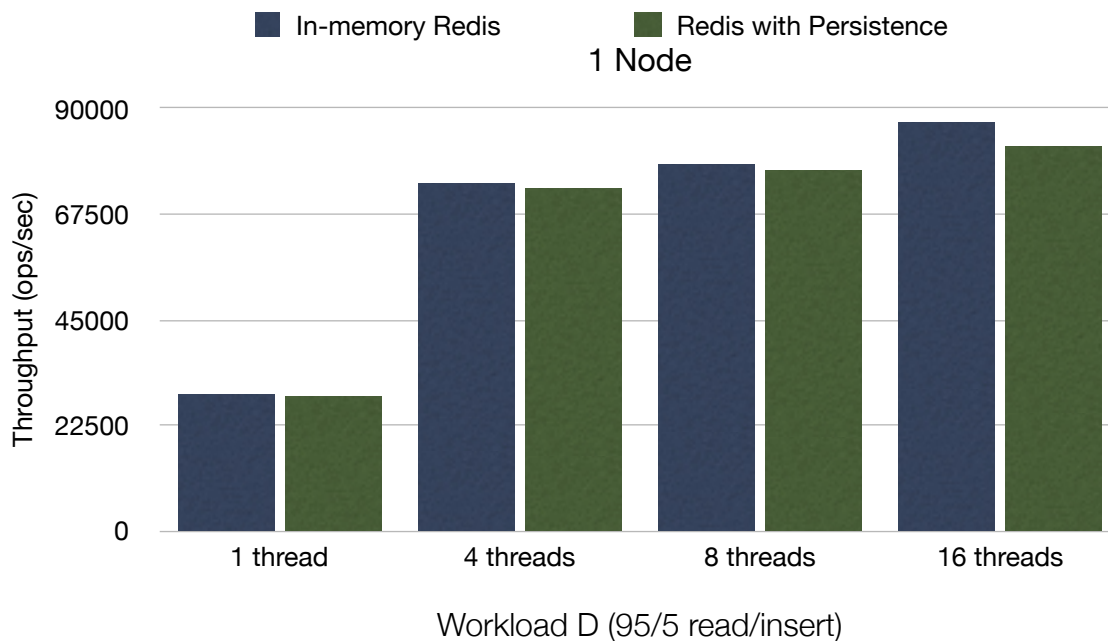 In-memory Redis Redis with Persistence
1 Node
90000
67500
45000
22500
0
Throughput (ops/sec)
1 thread 4 threads 8 threads 16 threads
Workload D (95/5 read/insert)